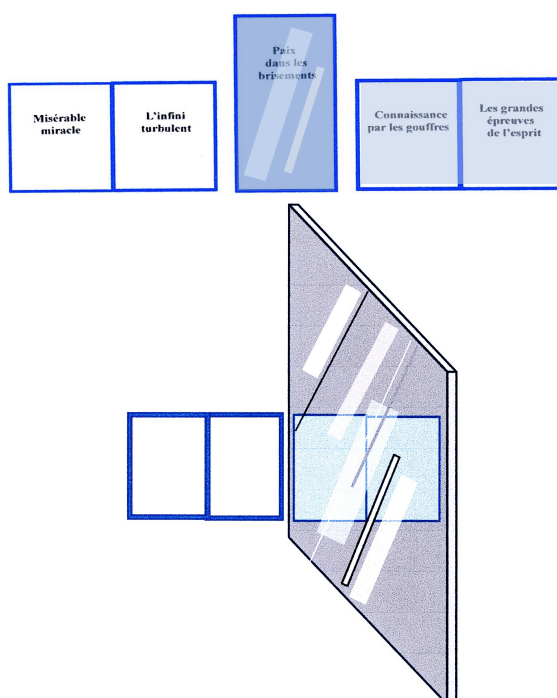 Misérable
miracle
L'infini
turbulent
Paix
dans les
brisements
Connaissance
par les gouffres
Les grandes
épreuves
de l'esprit